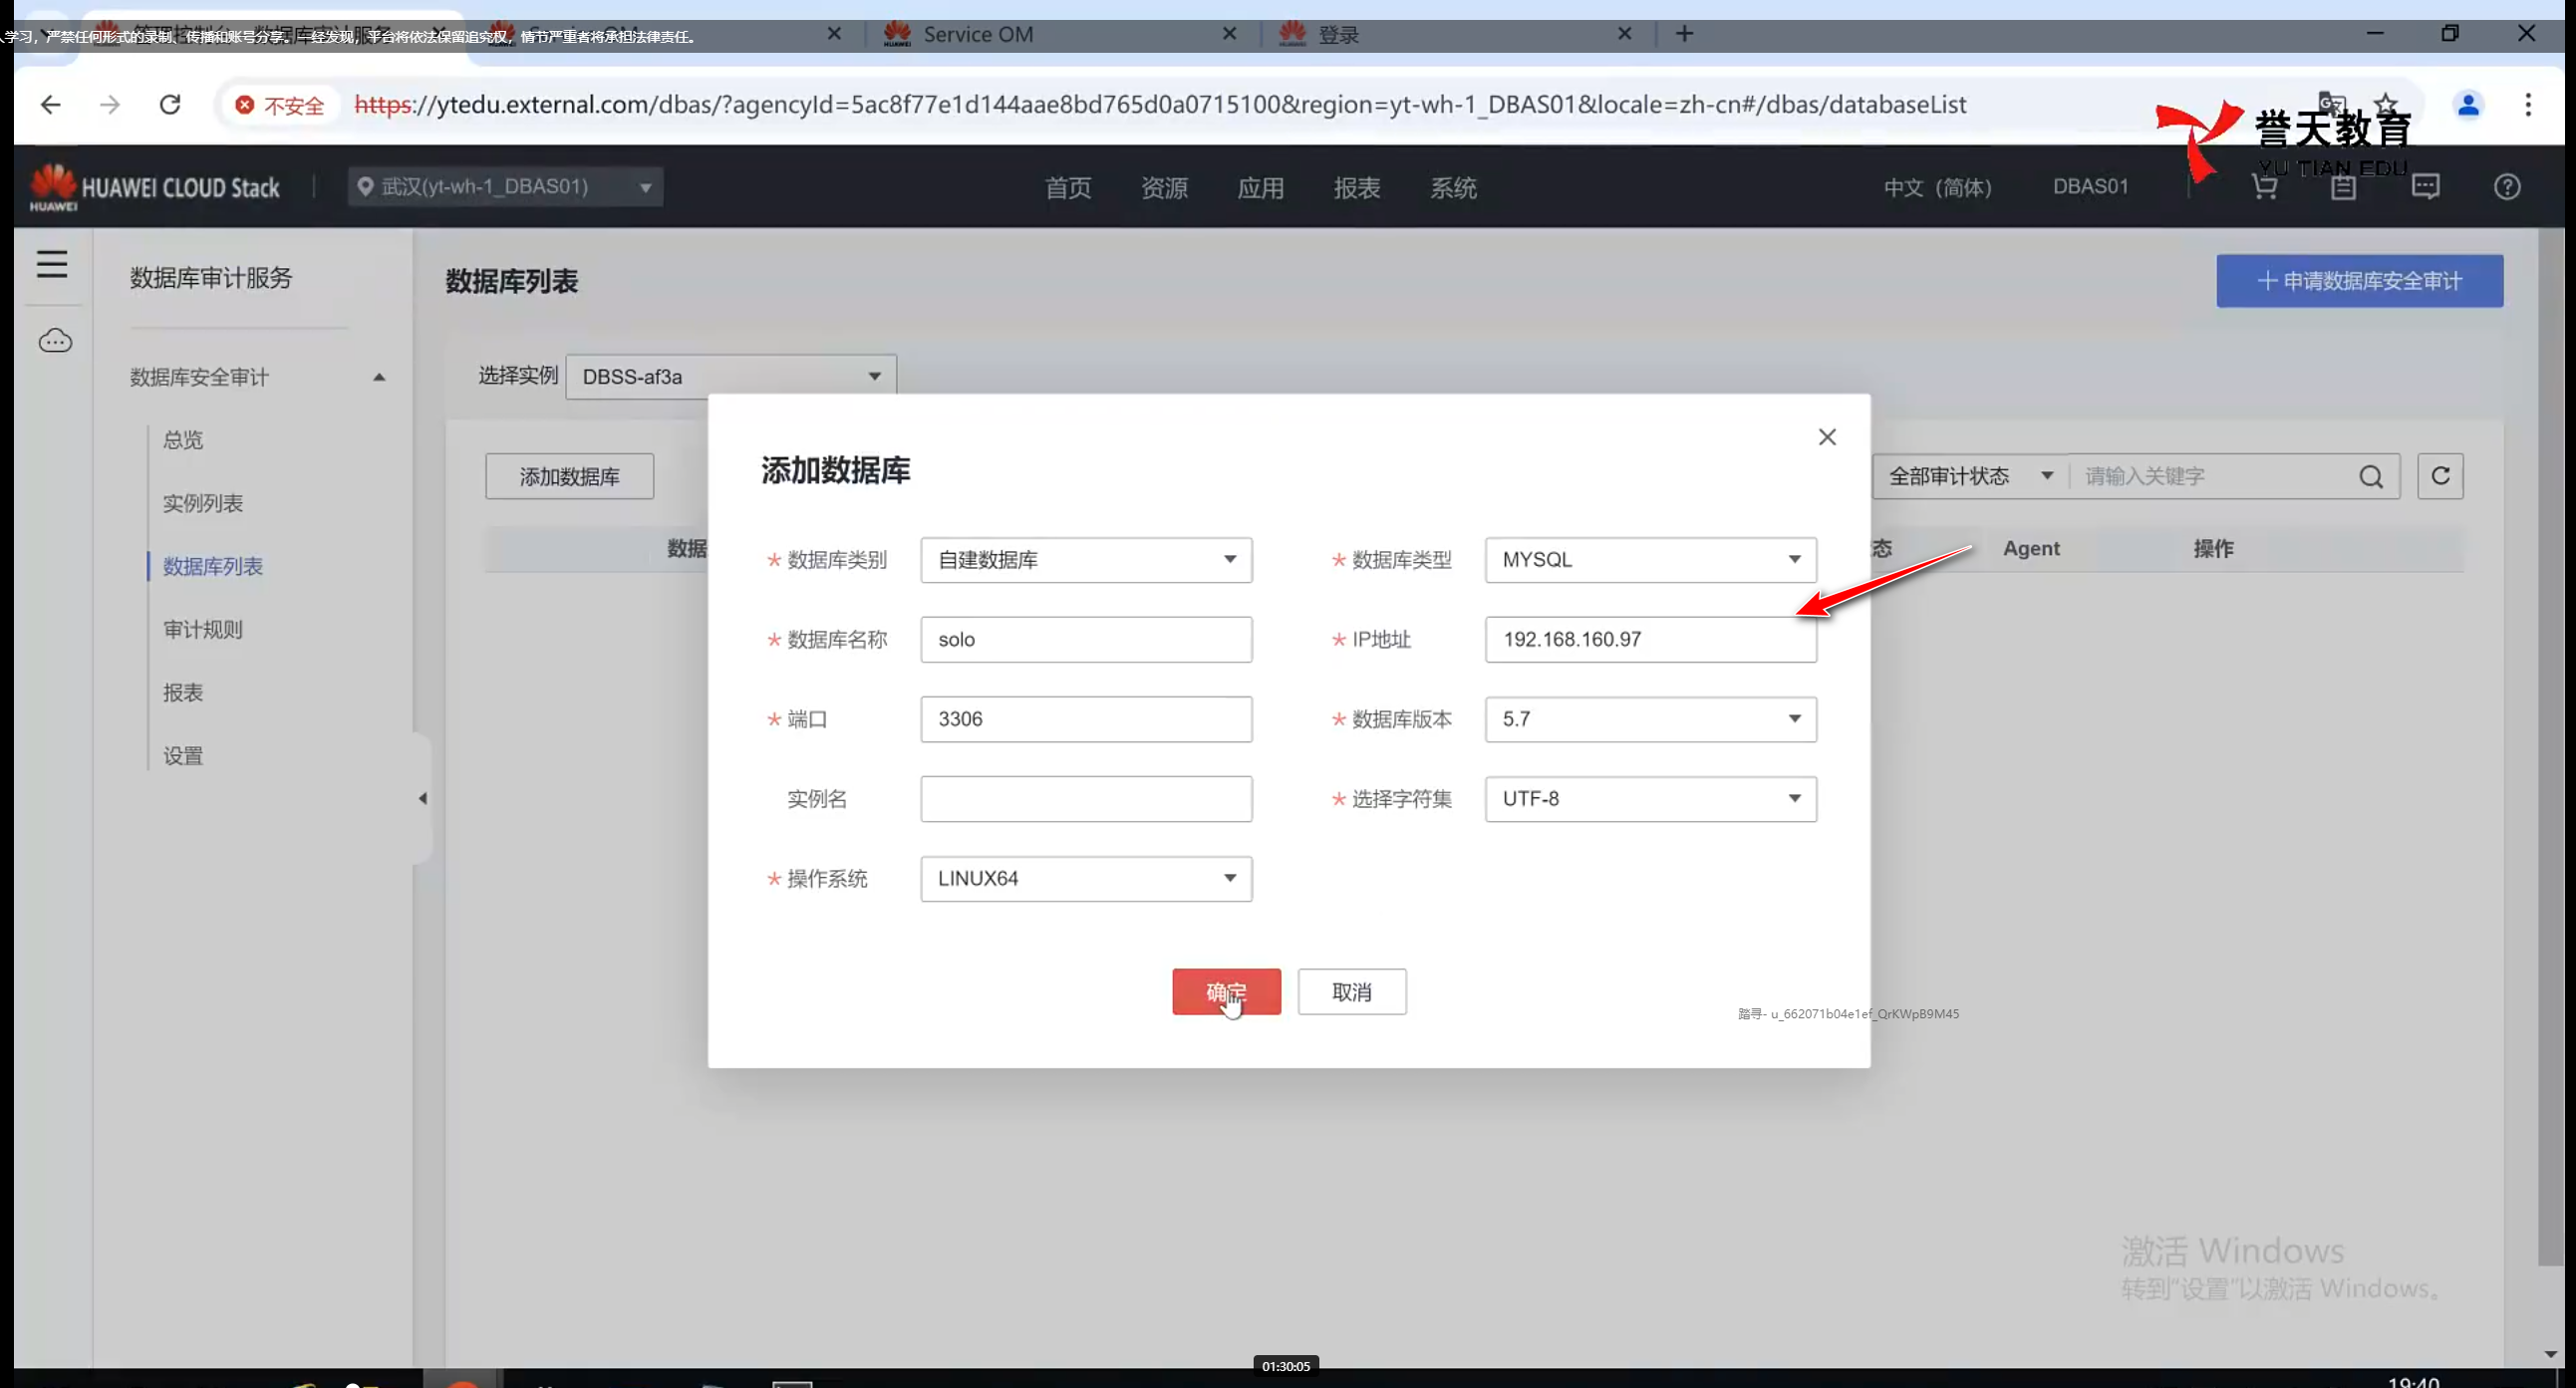 人学习，严禁任何形式的录制、传播和账号分享。一经发现，平台将依法保留追究权，情节严重者将承担法律责任。
Service OM
登录
不安全
https://ytedu.external.com/dbas/?agencyId=5ac8f77e1d144aae8bd765d0a0715100&region=yt-wh-1_DBAS01&locale=zh-cn#/dbas/databaseList
誉天教育
YU TIAN EDU
HUAWEI
HUAWEI CLOUD Stack
武汉(yt-wh-1_DBAS01)
首页 资源 应用 报表 系统
中文（简体）
DBAS01
数据库审计服务
数据库列表
申请数据库安全审计
数据库安全审计
选择实例
DBSS-af3a
总览
实例列表
数据库列表
审计规则
报表
设置
添加数据库
全部审计状态
请输入关键字
数据
态
Agent
操作
添加数据库
* 数据库类别 自建数据库
* 数据库类型 MYSQL
* 数据库名称 solo
* IP地址 192.168.160.97
* 端口 3306
* 数据库版本 5.7
实例名
* 选择字符集 UTF-8
* 操作系统 LINUX64
确定
取消
踏寻- u_662071b04e1ef_QrKWpB9M45
激活 Windows
转到"设置"以激活 Windows。
01:30:05
19:40